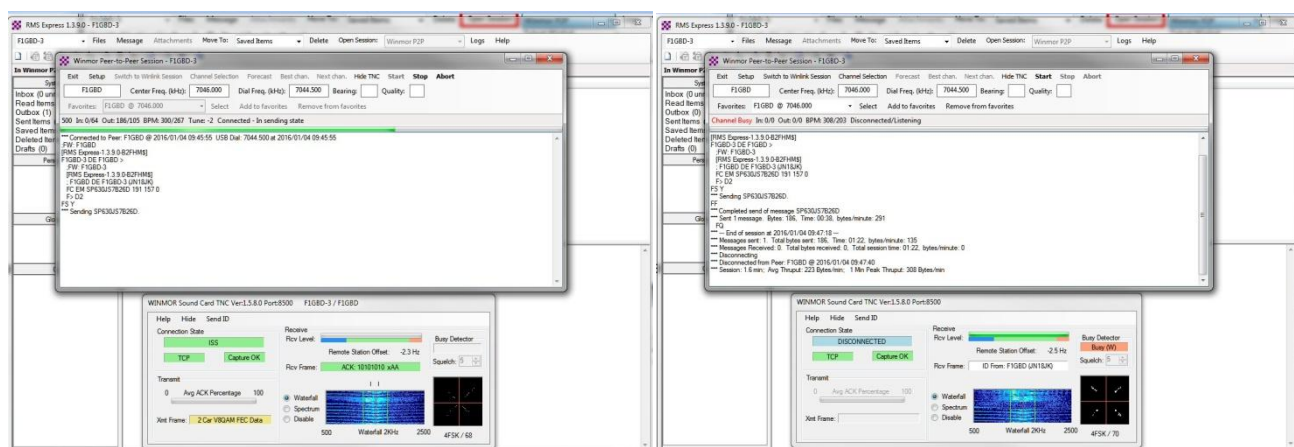 RMS Express 1.3.9.0 - F1GBD-3
F1GBD-3 Files Message Attachments Move To: Saved Items Delete Open Session: Winmor P2P Logs Help
Winmor Peer-to-Peer Session - F1GBD-3
Exit Setup Switch to Winlink Session Channel Selection Forecast Best chan. Next chan. Hide TNC Start Stop Abort
F1GBD Center Freq. (kHz): 7046.000 Dial Freq. (kHz): 7044.500 Bearing: Quality:
Favorites: F1GBD @ 7046.000 Select Add to favorites Remove from favorites
500 In: 0/64 Out: 186/105 BPM: 300/267 Tune: -2 Connected - In sending state
*** Connected to Peer: F1GBD @ 2016/01/04 09:45:55 USB Dial: 7044.500 at 2016/01/04 09:45:55
;FW: F1GBD
[RMS Express-1.3.9.0-B2FHM$]
F1GBD-3 DE F1GBD >
;FW: F1GBD-3
[RMS Express-1.3.9.0-B2FHM$]
; F1GBD DE F1GBD-3 (JN18JK)
FC EM SP630JS7B26D 191 157 0
F> D2
FS Y
*** Sending SP630JS7B26D.
In Winmor P
Inbox (0 un
Read Items
Outbox (1)
Sent Items
Saved Item
Deleted Ite
Drafts (0)
WINMOR Sound Card TNC Ver:1.5.8.0 Port:8500 F1GBD-3 / F1GBD
Help Hide Send ID
Connection State
ISS
TCP Capture OK
Receive
Rcv Level:
Remote Station Offset: -2.3 Hz
Rcv Frame: ACK: 10101010 xAA
Busy Detector
Squelch: 5
Transmit
0 Avg ACK Percentage 100
Xmt Frame: 2 Car V8QAM FEC Data
Waterfall
Spectrum
Disable
500 Waterfall 2KHz 2500
4FSK / 68
RMS Express 1.3.9.0 - F1GBD-3
F1GBD-3 Files Message Attachments Move To: Saved Items Delete Open Session: Winmor P2P Logs Help
Winmor Peer-to-Peer Session - F1GBD-3
Exit Setup Switch to Winlink Session Channel Selection Forecast Best chan. Next chan. Hide TNC Start Stop Abort
F1GBD Center Freq. (kHz): 7046.000 Dial Freq. (kHz): 7044.500 Bearing: Quality:
Favorites: F1GBD @ 7046.000 Select Add to favorites Remove from favorites
Channel Busy In: 0/0 Out: 0/0 BPM: 308/203 Disconnected/Listening
[RMS Express-1.3.9.0-B2FHM$]
F1GBD-3 DE F1GBD >
;FW: F1GBD-3
[RMS Express-1.3.9.0-B2FHM$]
; F1GBD DE F1GBD-3 (JN18JK)
FC EM SP630JS7B26D 191 157 0
F> D2
FS Y
*** Sending SP630JS7B26D.
FF
*** Completed send of message SP630JS7B26D
*** Sent 1 message. Bytes: 186, Time: 00:38, bytes/minute: 291
FQ
*** --- End of session at 2016/01/04 09:47:18 ---
*** Messages sent: 1. Total bytes sent: 186, Time: 01:22, bytes/minute: 135
*** Messages Received: 0. Total bytes received: 0, Total session time: 01:22, bytes/minute: 0
*** Disconnecting
*** Disconnected from Peer: F1GBD @ 2016/01/04 09:47:40
*** Session: 1.6 min; Avg Thruput: 223 Bytes/min; 1 Min Peak Thruput: 308 Bytes/min
In Winmor P
Inbox (0 un
Read Items
Outbox (0)
Sent Items
Saved Item
Deleted Ite
Drafts (0)
WINMOR Sound Card TNC Ver:1.5.8.0 Port:8500
Help Hide Send ID
Connection State
DISCONNECTED
TCP Capture OK
Receive
Rcv Level:
Remote Station Offset: -2.5 Hz
Rcv Frame: ID From: F1GBD (JN18JK)
Busy Detector
Busy (W)
Squelch: 5
Transmit
0 Avg ACK Percentage 100
Xmt Frame:
Waterfall
Spectrum
Disable
500 Waterfall 2KHz 2500
4FSK / 70